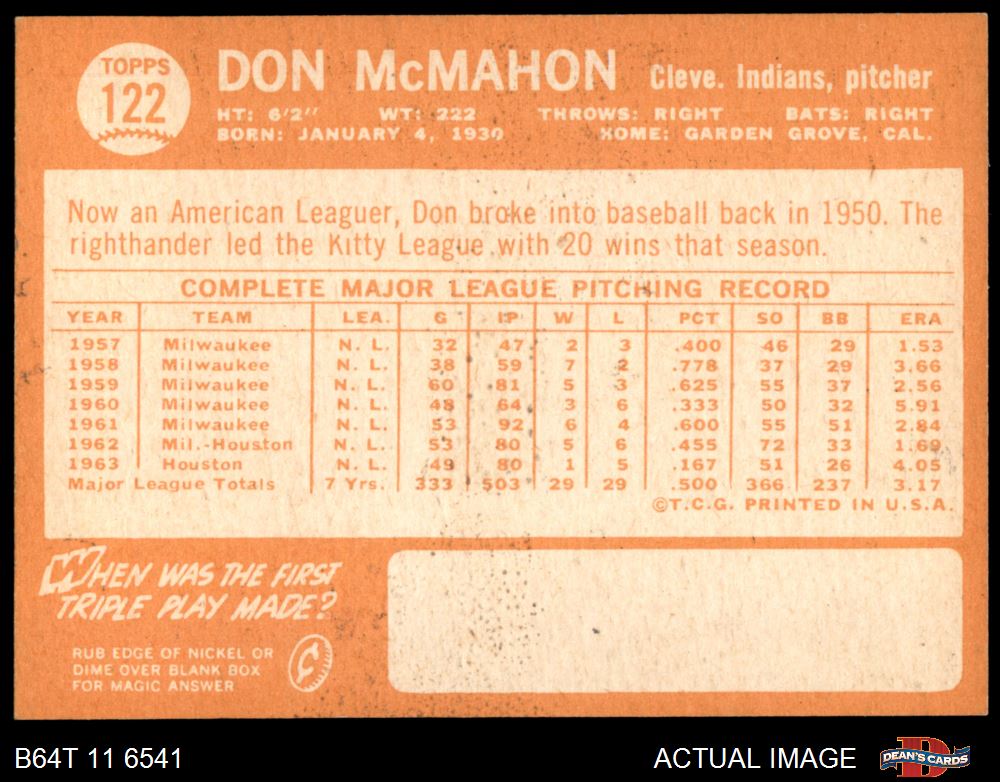 TOPPS
122
DON McMAHON Cleve. Indians, pitcher
HT: 6'2" WT: 222 THROWS: RIGHT BATS: RIGHT
BORN: JANUARY 4, 1930 HOME: GARDEN GROVE, CAL.
Now an American Leaguer, Don broke into baseball back in 1950. The
righthander led the Kitty League with 20 wins that season.
COMPLETE MAJOR LEAGUE PITCHING RECORD
YEAR TEAM LEA. G IP W L PCT SO BB ERA
1957 Milwaukee N. L. 32 47 2 3 .400 46 29 1.53
1958 Milwaukee N. L. 38 59 7 2 .778 37 29 3.66
1959 Milwaukee N. L. 60 81 5 3 .625 55 37 2.56
1960 Milwaukee N. L. 48 64 3 6 .333 50 32 5.91
1961 Milwaukee N. L. 53 92 6 4 .600 55 51 2.84
1962 Mil.-Houston N. L. 53 80 5 6 .455 72 33 1.69
1963 Houston N. L. 49 80 1 5 .167 51 26 4.05
Major League Totals 7 Yrs. 333 503 29 29 .500 366 237 3.17
©T.C.G. PRINTED IN U.S.A.
WHEN WAS THE FIRST
TRIPLE PLAY MADE?
RUB EDGE OF NICKEL OR
DIME OVER BLANK BOX
FOR MAGIC ANSWER
¢
B64T 11 6541 ACTUAL IMAGE DEAN'S CARDS